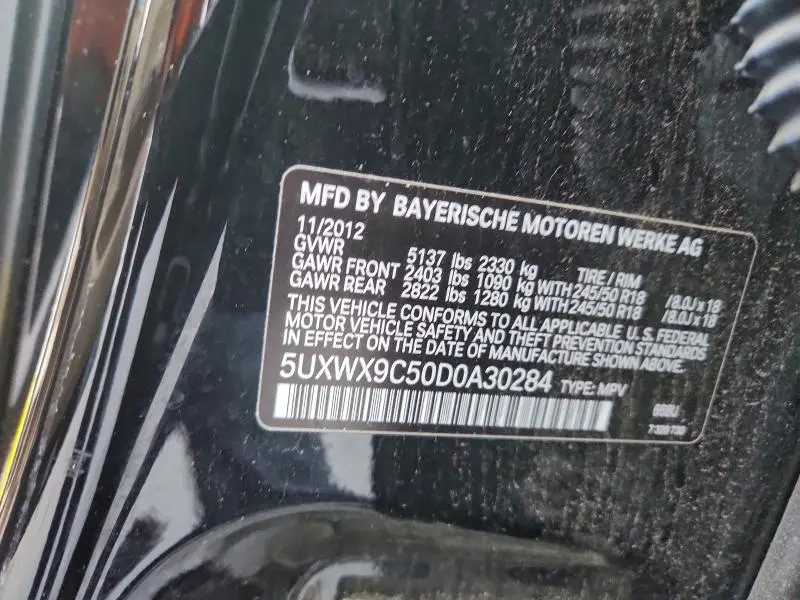 MFD BY BAYERISCHE MOTOREN WERKE AG
11/2012
GVWR 5137 lbs 2330 kg TIRE / RIM
GAWR FRONT 2403 lbs 1090 kg WITH 245/50 R18 /8.0J x 18
GAWR REAR 2822 lbs 1280 kg WITH 245/50 R18 /8.0J x 18
THIS VEHICLE CONFORMS TO ALL APPLICABLE U. S. FEDERAL
MOTOR VEHICLE SAFETY AND THEFT PREVENTION STANDARDS
IN EFFECT ON THE DATE OF MANUFACTURE SHOWN ABOVE.
5UXWX9C50D0A30284 TYPE: MPV